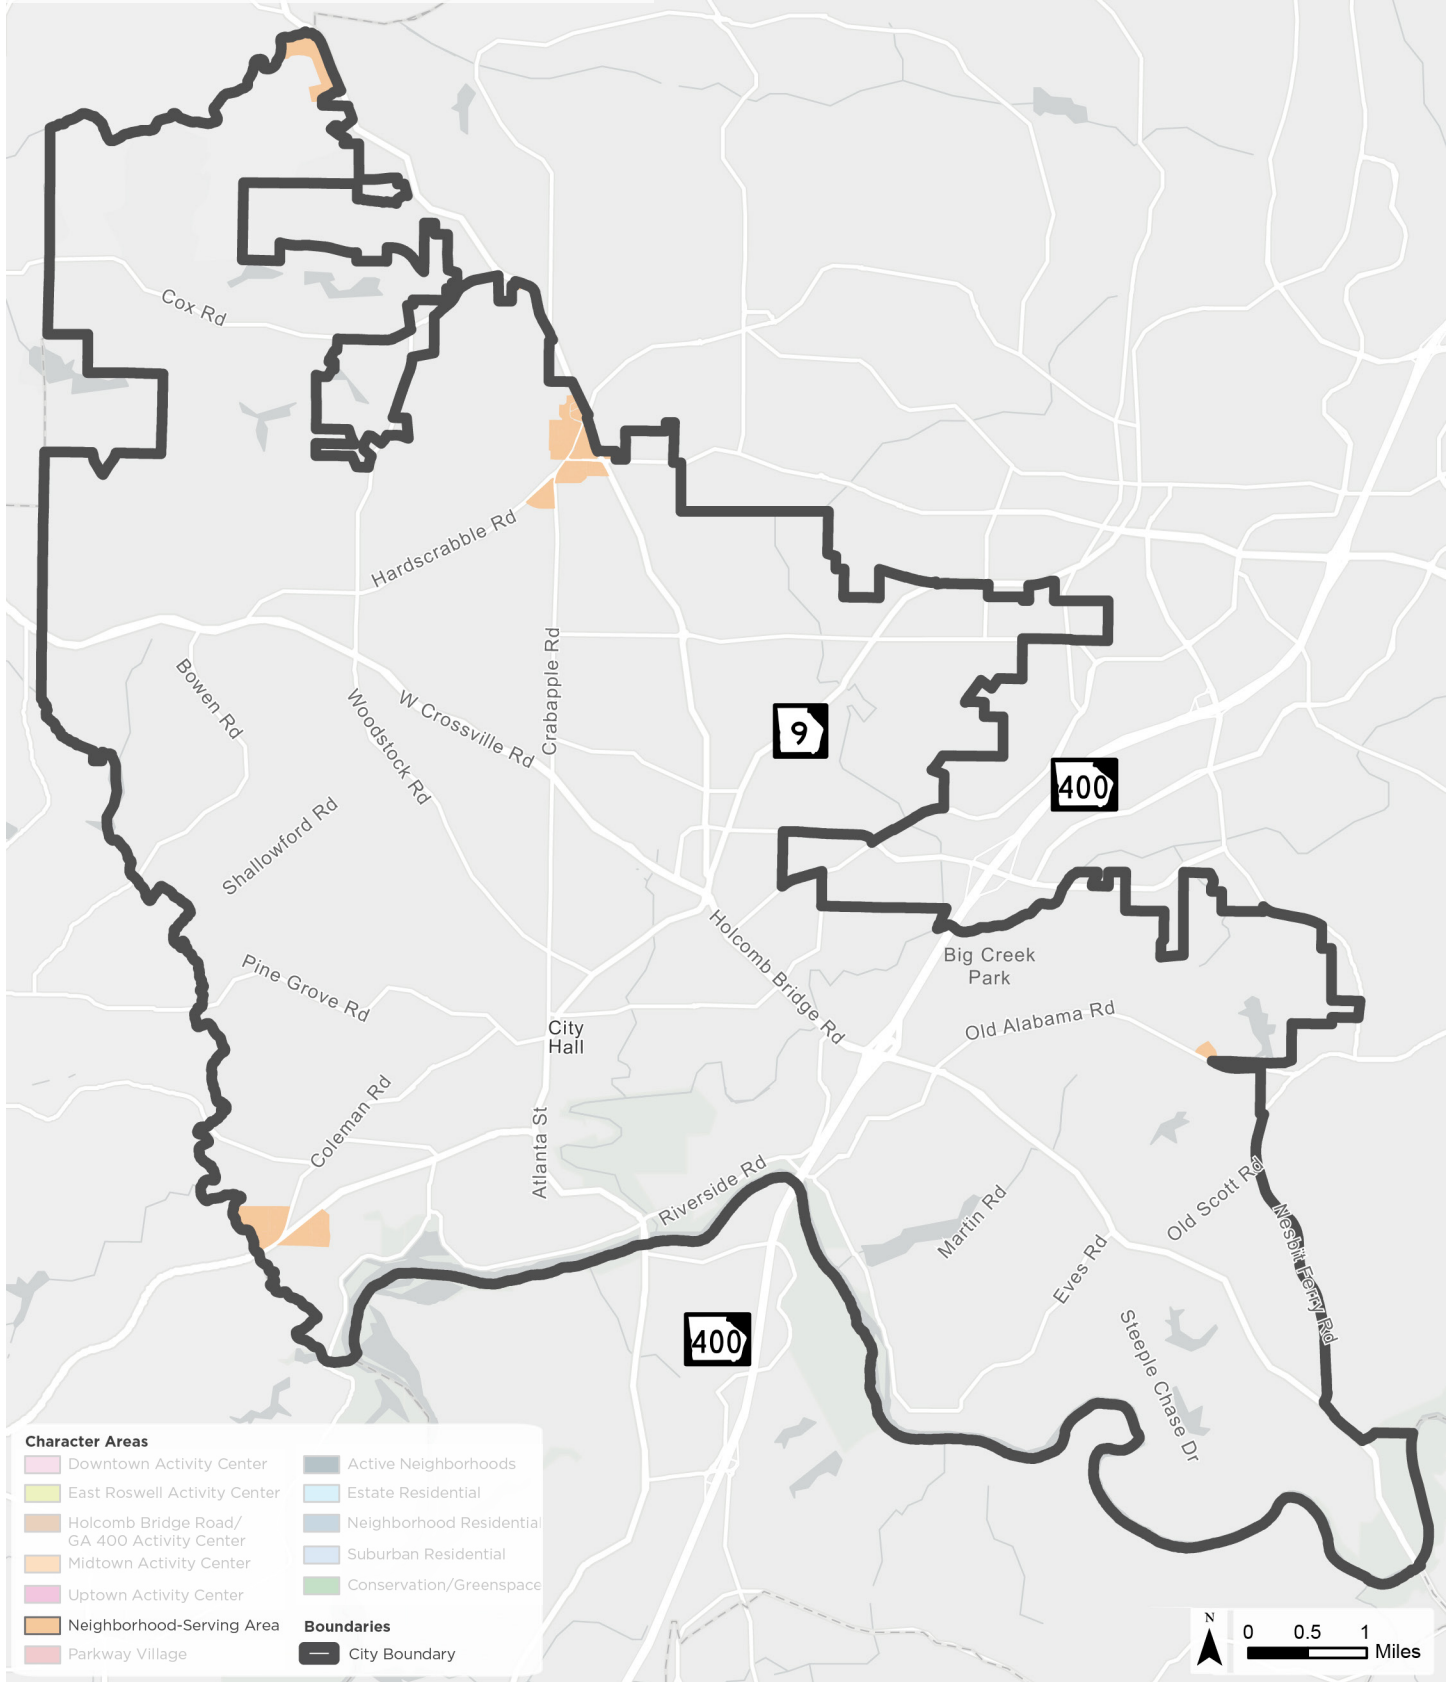 Cox Rd
Hardscrabble Rd
Crabapple Rd
Bowen Rd
Woodstock Rd
W Crossville Rd
9
400
Shallowford Rd
Holcomb Bridge Rd
Big Creek
Park
Pine Grove Rd
Old Alabama Rd
City
Hall
Coleman Rd
Atlanta St
Riverside Rd
Old Scott Rd
Martin Rd
Nesbit Ferry Rd
Eves Rd
400
Steeple Chase Dr
Character Areas
Downtown Activity Center
East Roswell Activity Center
Holcomb Bridge Road/
GA 400 Activity Center
Midtown Activity Center
Uptown Activity Center
Neighborhood-Serving Area
Parkway Village
Active Neighborhoods
Estate Residential
Neighborhood Residential
Suburban Residential
Conservation/Greenspace
Boundaries
City Boundary
N
0 0.5 1
Miles